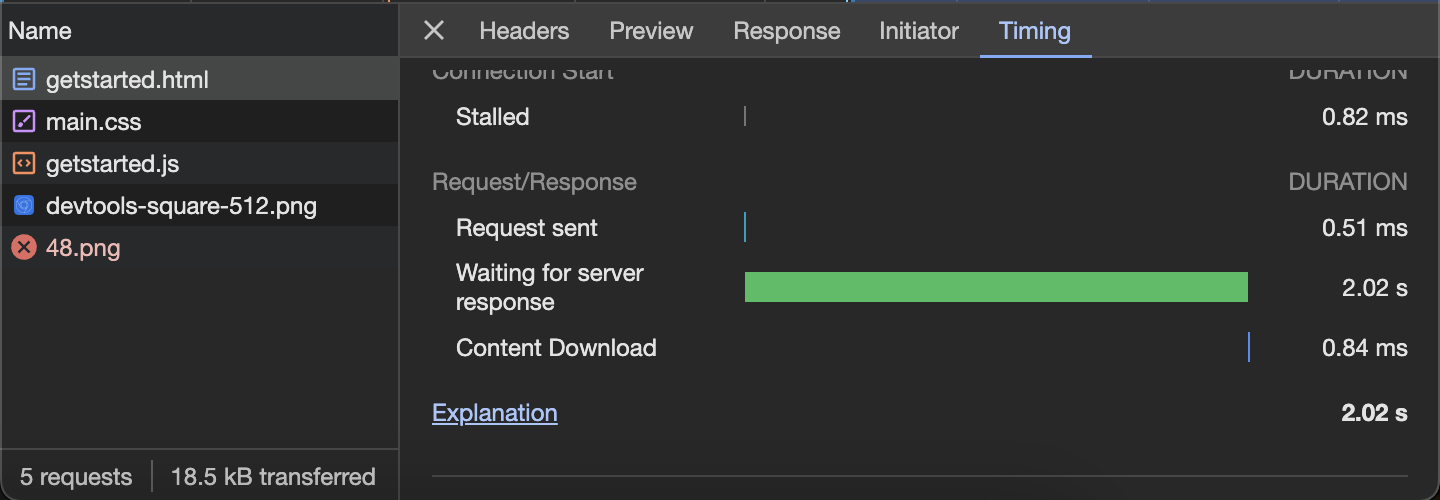 Name
Headers Preview Response Initiator Timing
getstarted.html
main.css
getstarted.js
devtools-square-512.png
48.png
5 requests 18.5 kB transferred
Connection Start DURATION
Stalled 0.82 ms
Request/Response DURATION
Request sent 0.51 ms
Waiting for server
response 2.02 s
Content Download 0.84 ms
Explanation 2.02 s